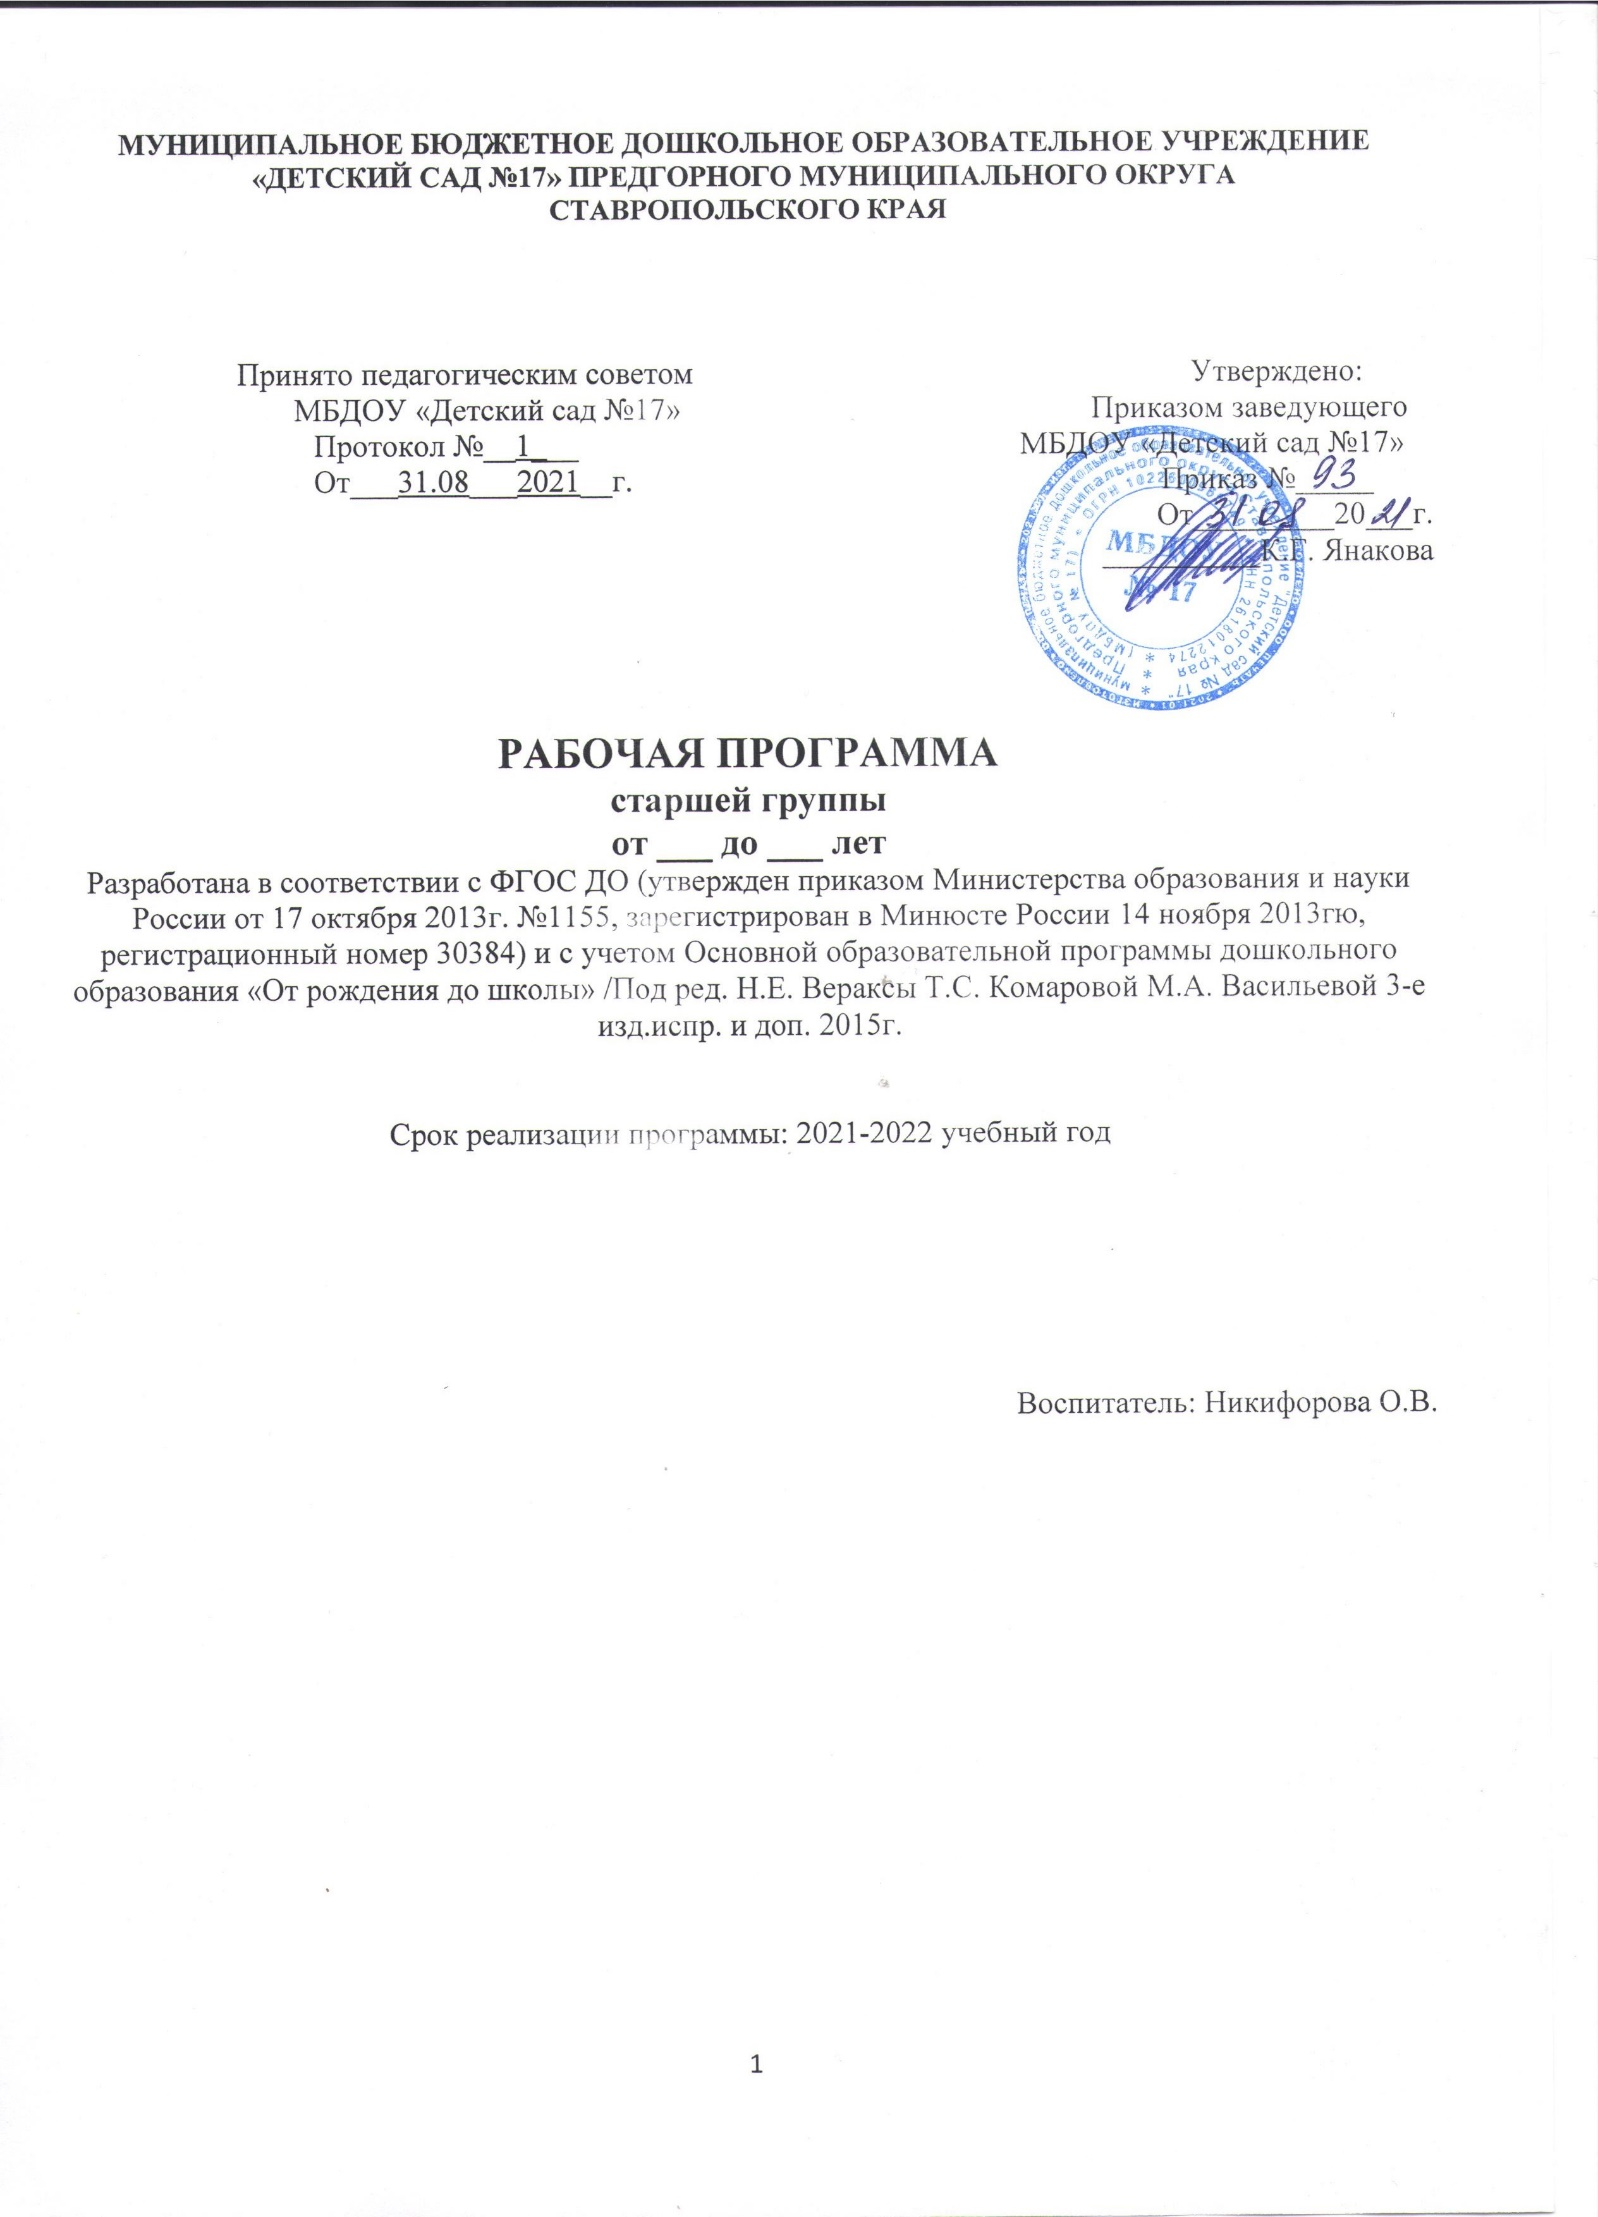 МУНИЦИПАЛЬНОЕ БЮДЖЕТНОЕ ДОШКОЛЬНОЕ ОБРАЗОВАТЕЛЬНОЕ УЧРЕЖДЕНИЕ
«ДЕТСКИЙ САД №17» ПРЕДГОРНОГО МУНИЦИПАЛЬНОГО ОКРУГА
СТАВРОПОЛЬСКОГО КРАЯ
Принято педагогическим советом
МБДОУ «Детский сад №17»
Протокол №__1___
От___31.08___2021__г.
Утверждено:
Приказом заведующего
МБДОУ «Детский сад №17»
Приказ № 93
От 31 08 20 21 г.
К.Г. Янакова
МБДОУ
№ 17
РАБОЧАЯ ПРОГРАММА
старшей группы
от ___ до ___ лет
Разработана в соответствии с ФГОС ДО (утвержден приказом Министерства образования и науки
России от 17 октября 2013г. №1155, зарегистрирован в Минюсте России 14 ноября 2013гю,
регистрационный номер 30384) и с учетом Основной образовательной программы дошкольного
образования «От рождения до школы» /Под ред. Н.Е. Вераксы Т.С. Комаровой М.А. Васильевой 3-е
изд.испр. и доп. 2015г.
Срок реализации программы: 2021-2022 учебный год
Воспитатель: Никифорова О.В.
1